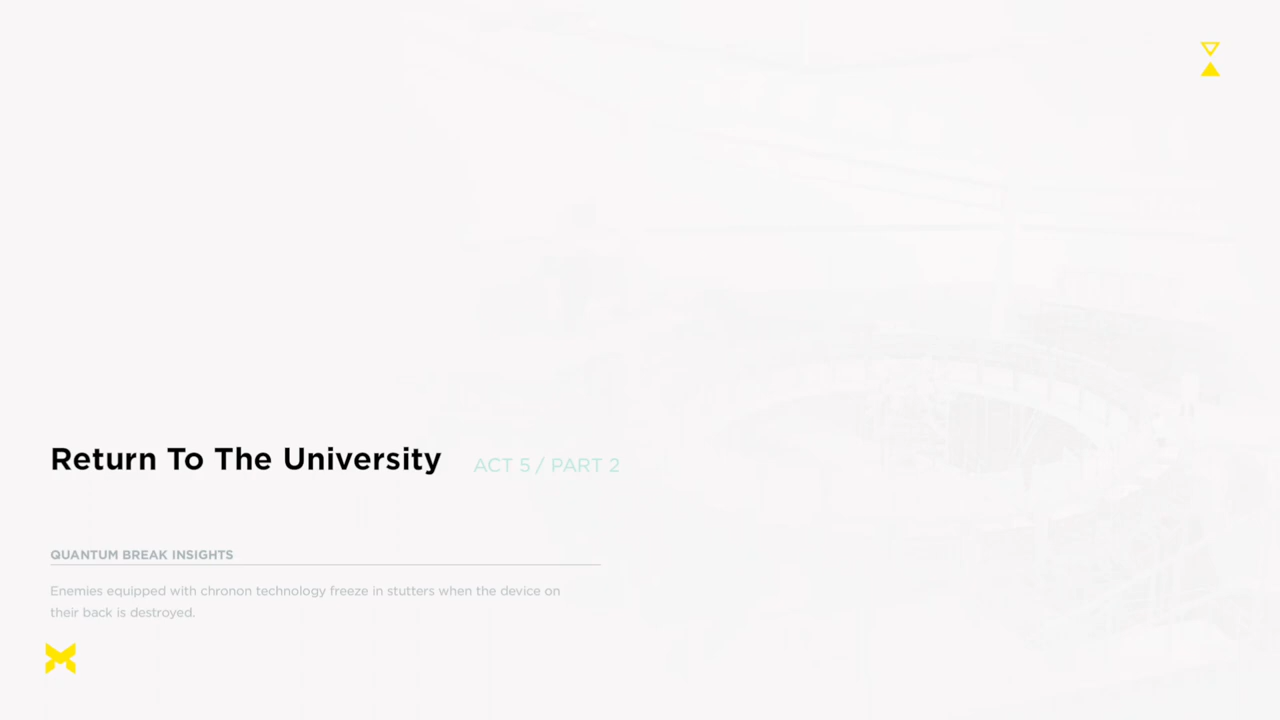 Return To The University ACT 5 / PART 2
QUANTUM BREAK INSIGHTS
Enemies equipped with chronon technology freeze in stutters when the device on
their back is destroyed.